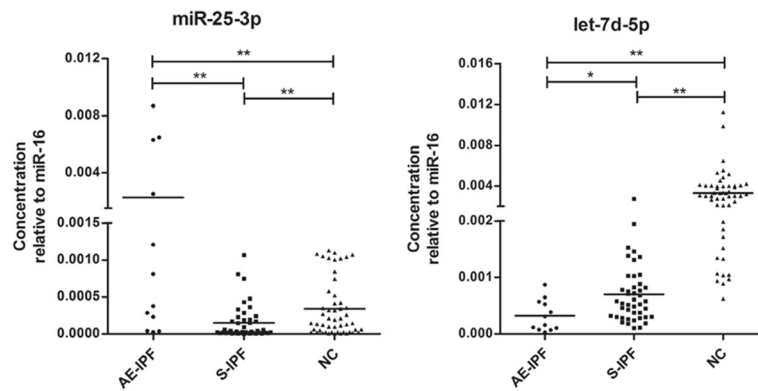 miR-25-3p
Concentration
relative to miR-16
0.012
0.008
0.004
0.0015
0.0010
0.0005
0.0000
**
**
**
AE-IPF
S-IPF
NC
let-7d-5p
Concentration
relative to miR-16
0.016
0.012
0.008
0.004
0.002
0.001
0.000
**
*
**
AE-IPF
S-IPF
NC